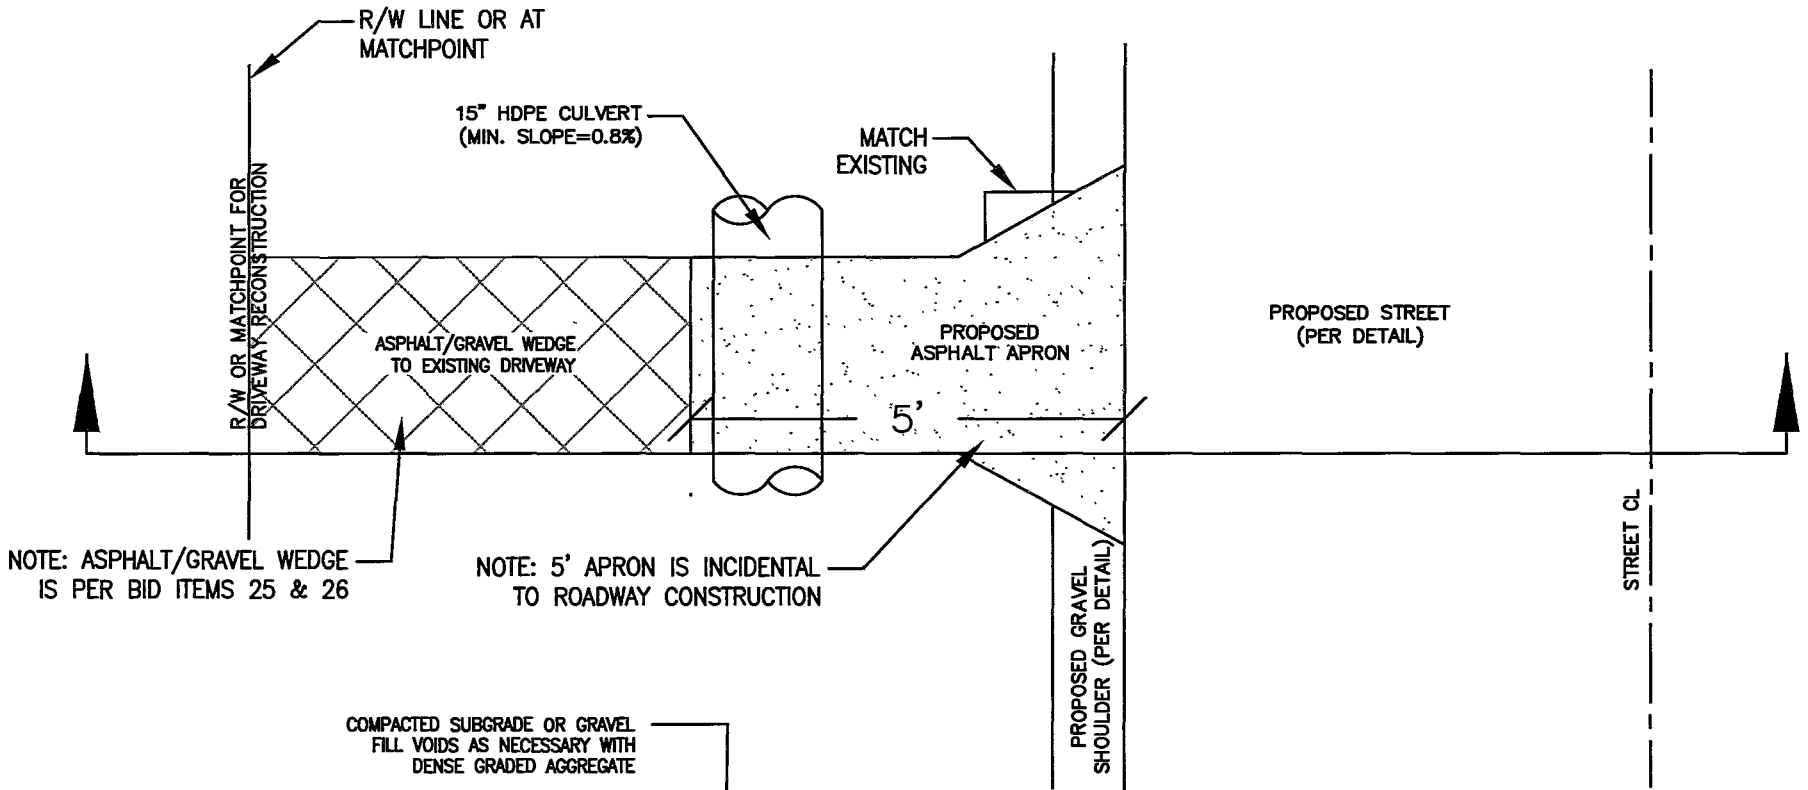 R/W LINE OR AT
MATCHPOINT
15" HDPE CULVERT
(MIN. SLOPE=0.8%)
MATCH
EXISTING
R/W OR MATCHPOINT FOR
DRIVEWAY RECONSTRUCTION
ASPHALT/GRAVEL WEDGE
TO EXISTING DRIVEWAY
PROPOSED
ASPHALT APRON
PROPOSED STREET
(PER DETAIL)
5'
NOTE: ASPHALT/GRAVEL WEDGE
IS PER BID ITEMS 25 & 26
NOTE: 5' APRON IS INCIDENTAL
TO ROADWAY CONSTRUCTION
PROPOSED GRAVEL
SHOULDER (PER DETAIL)
STREET CL
COMPACTED SUBGRADE OR GRAVEL
FILL VOIDS AS NECESSARY WITH
DENSE GRADED AGGREGATE